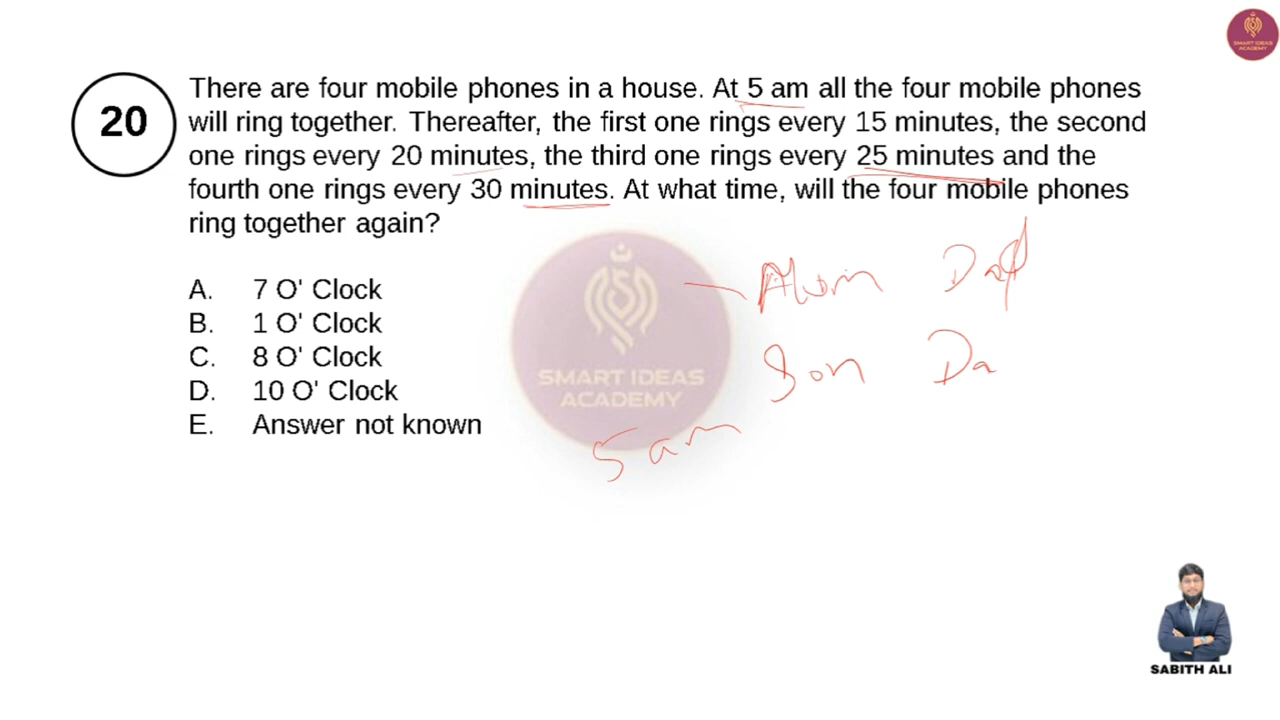 SMART IDEAS
ACADEMY
20
There are four mobile phones in a house. At 5 am all the four mobile phones
will ring together. Thereafter, the first one rings every 15 minutes, the second
one rings every 20 minutes, the third one rings every 25 minutes and the
fourth one rings every 30 minutes. At what time, will the four mobile phones
ring together again?
A. 7 O' Clock
B. 1 O' Clock
C. 8 O' Clock
D. 10 O' Clock
E. Answer not known
SMART IDEAS
ACADEMY
Son Da
5 am
SABITH ALI